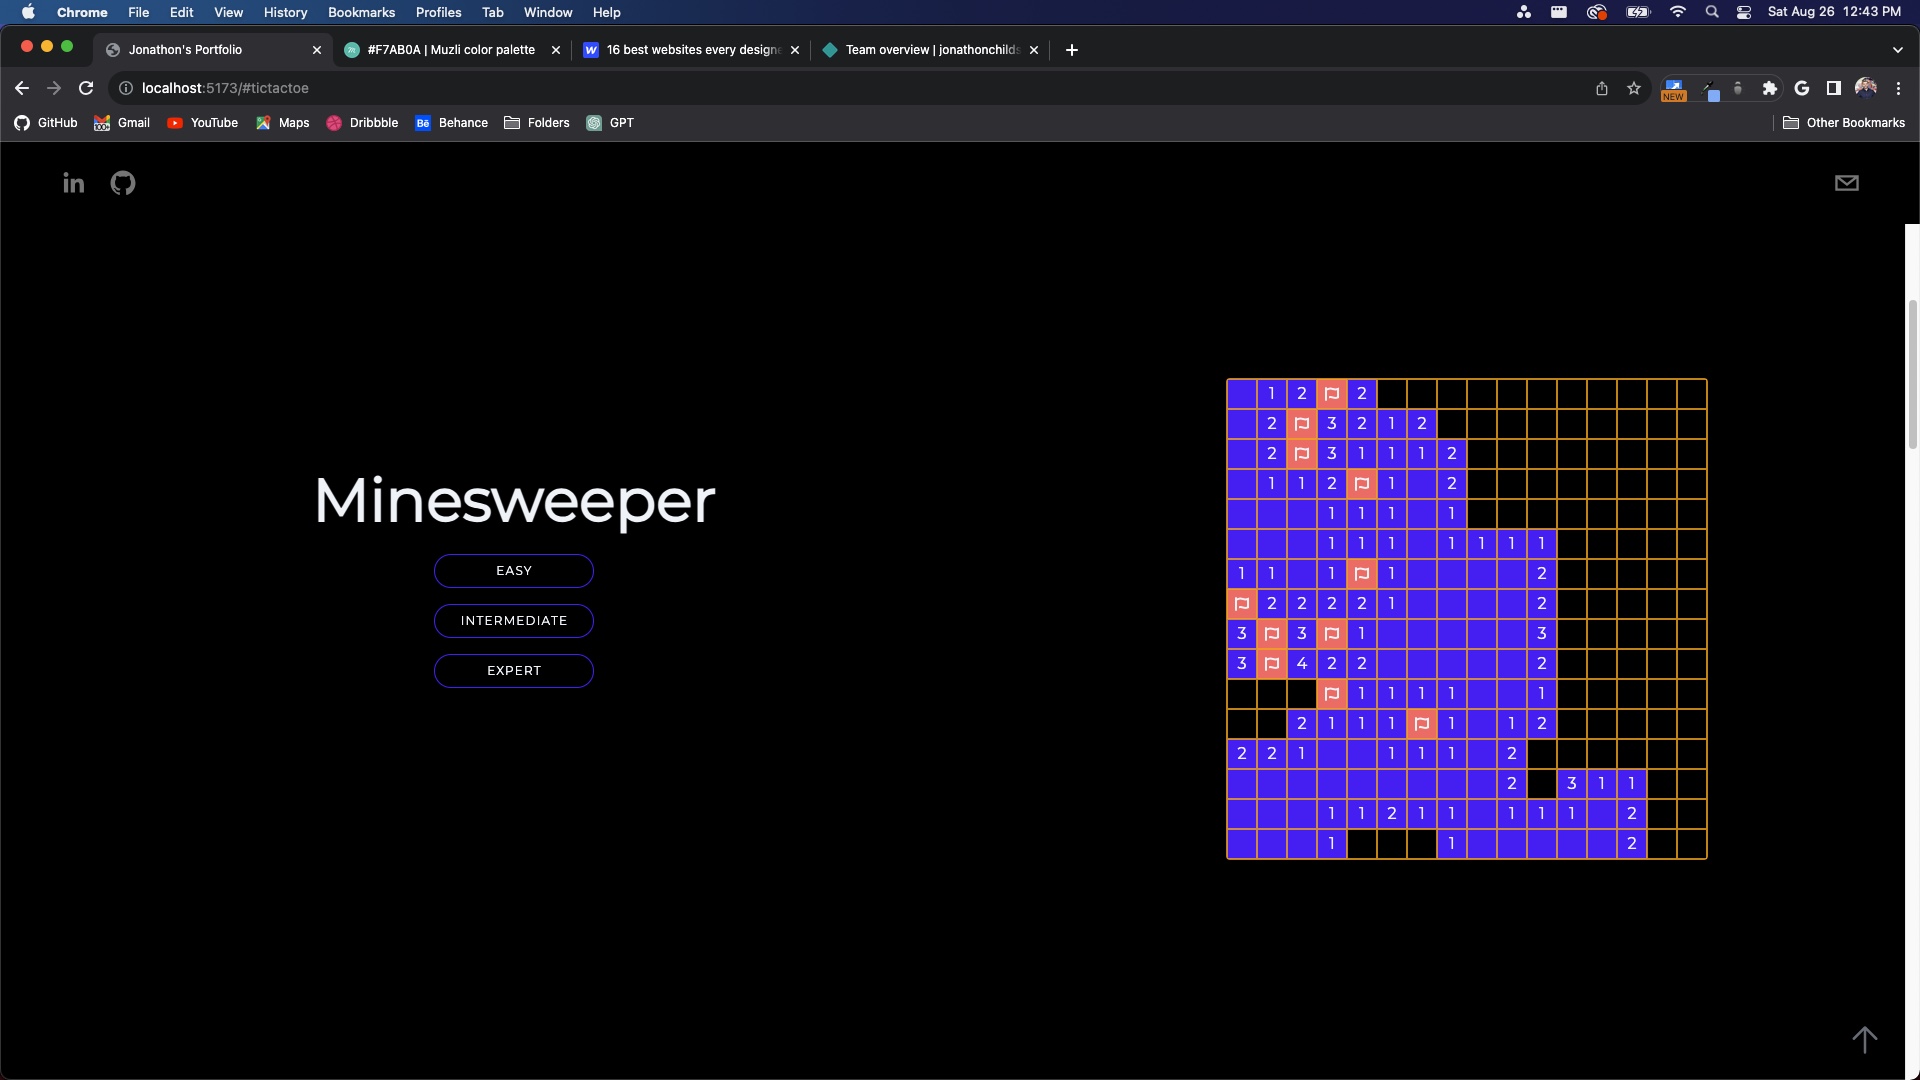 Chrome File Edit View History Bookmarks Profiles Tab Window Help Sat Aug 26 12:43 PM
Jonathon's Portfolio #F7AB0A | Muzli color palette 16 best websites every designe Team overview | jonathonchilds
localhost:5173/#tictactoe NEW
GitHub 100+ Gmail YouTube Maps Dribbble Bē Behance Folders GPT Other Bookmarks
in
1 2 2
2 3 2 1 2
2 3 1 1 1 2
1 1 2 1 2
Minesweeper
1 1 1 1
1 1 1 1 1 1 1
EASY
1 1 1 1 2
2 2 2 2 1 2
INTERMEDIATE
3 3 1 3
3 4 2 2 2
EXPERT
1 1 1 1 1
2 1 1 1 1 1 2
2 2 1 1 1 1 2
2 3 1 1
1 1 2 1 1 1 1 1 2
1 1 2